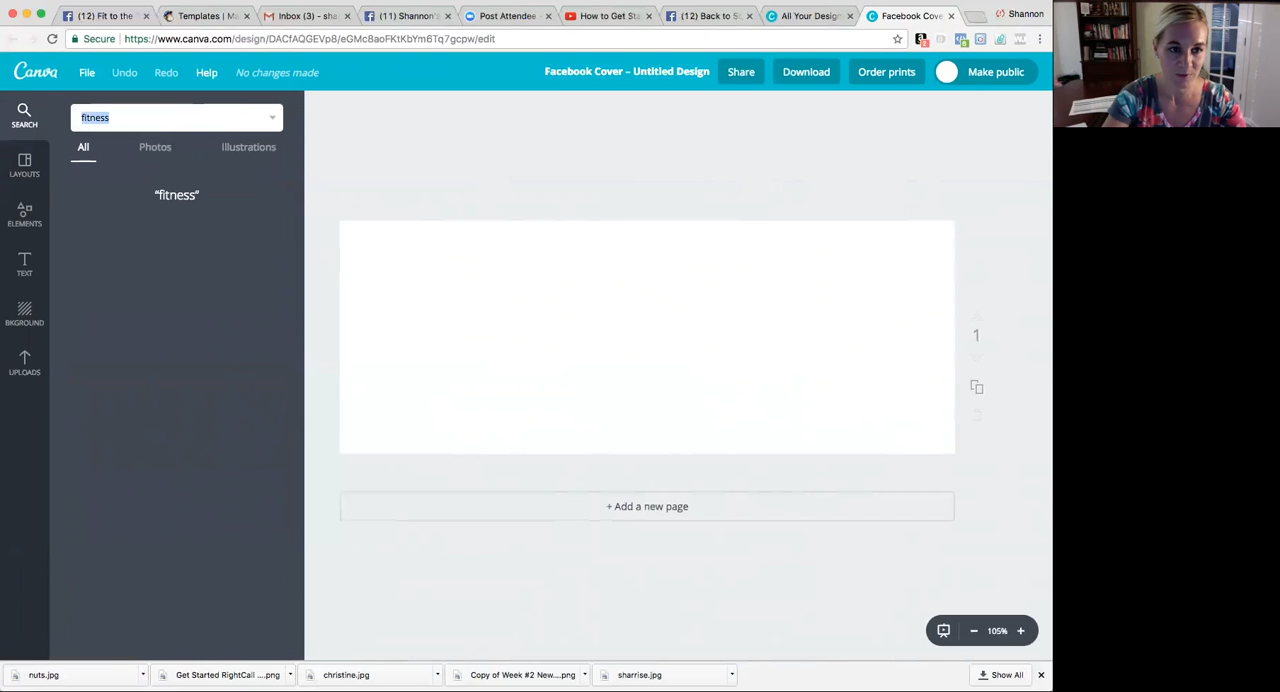 (12) Fit to the
Templates | Ma
Inbox (3) - sha
(11) Shannon's
Post Attendee -
How to Get Sta
(12) Back to Sc
All Your Design
Facebook Cove
Shannon
Secure
https://www.canva.com/design/DACfAQGEVp8/eGMc8aoFKtKbYm6Tq7gcpw/edit
Canva
File
Undo
Redo
Help
No changes made
Facebook Cover – Untitled Design
Share
Download
Order prints
Make public
SEARCH
fitness
All
Photos
Illustrations
"fitness"
LAYOUTS
ELEMENTS
TEXT
BKGROUND
UPLOADS
1
+ Add a new page
105%
nuts.jpg
Get Started RightCall ....png
christine.jpg
Copy of Week #2 New....png
sharrise.jpg
Show All